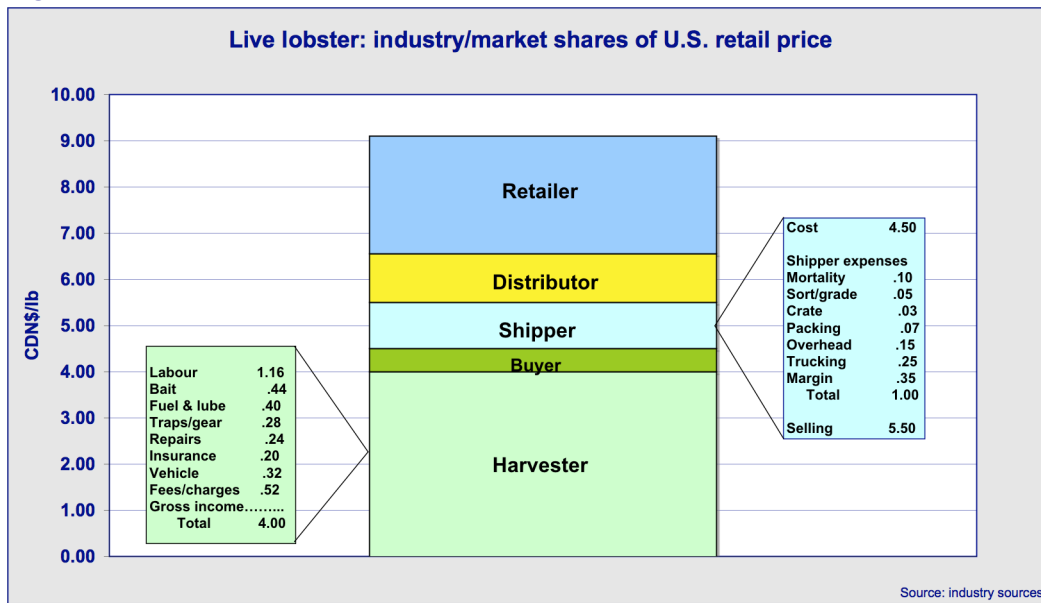 Live lobster: industry/market shares of U.S. retail price
CDN$/lb
10.00
9.00
8.00
7.00
6.00
5.00
4.00
3.00
2.00
1.00
0.00
Labour 1.16
Bait .44
Fuel & lube .40
Traps/gear .28
Repairs .24
Insurance .20
Vehicle .32
Fees/charges .52
Gross income.........
Total 4.00
Retailer
Distributor
Shipper
Buyer
Harvester
Cost 4.50
Shipper expenses
Mortality .10
Sort/grade .05
Crate .03
Packing .07
Overhead .15
Trucking .25
Margin .35
Total 1.00
Selling 5.50
Source: industry sources